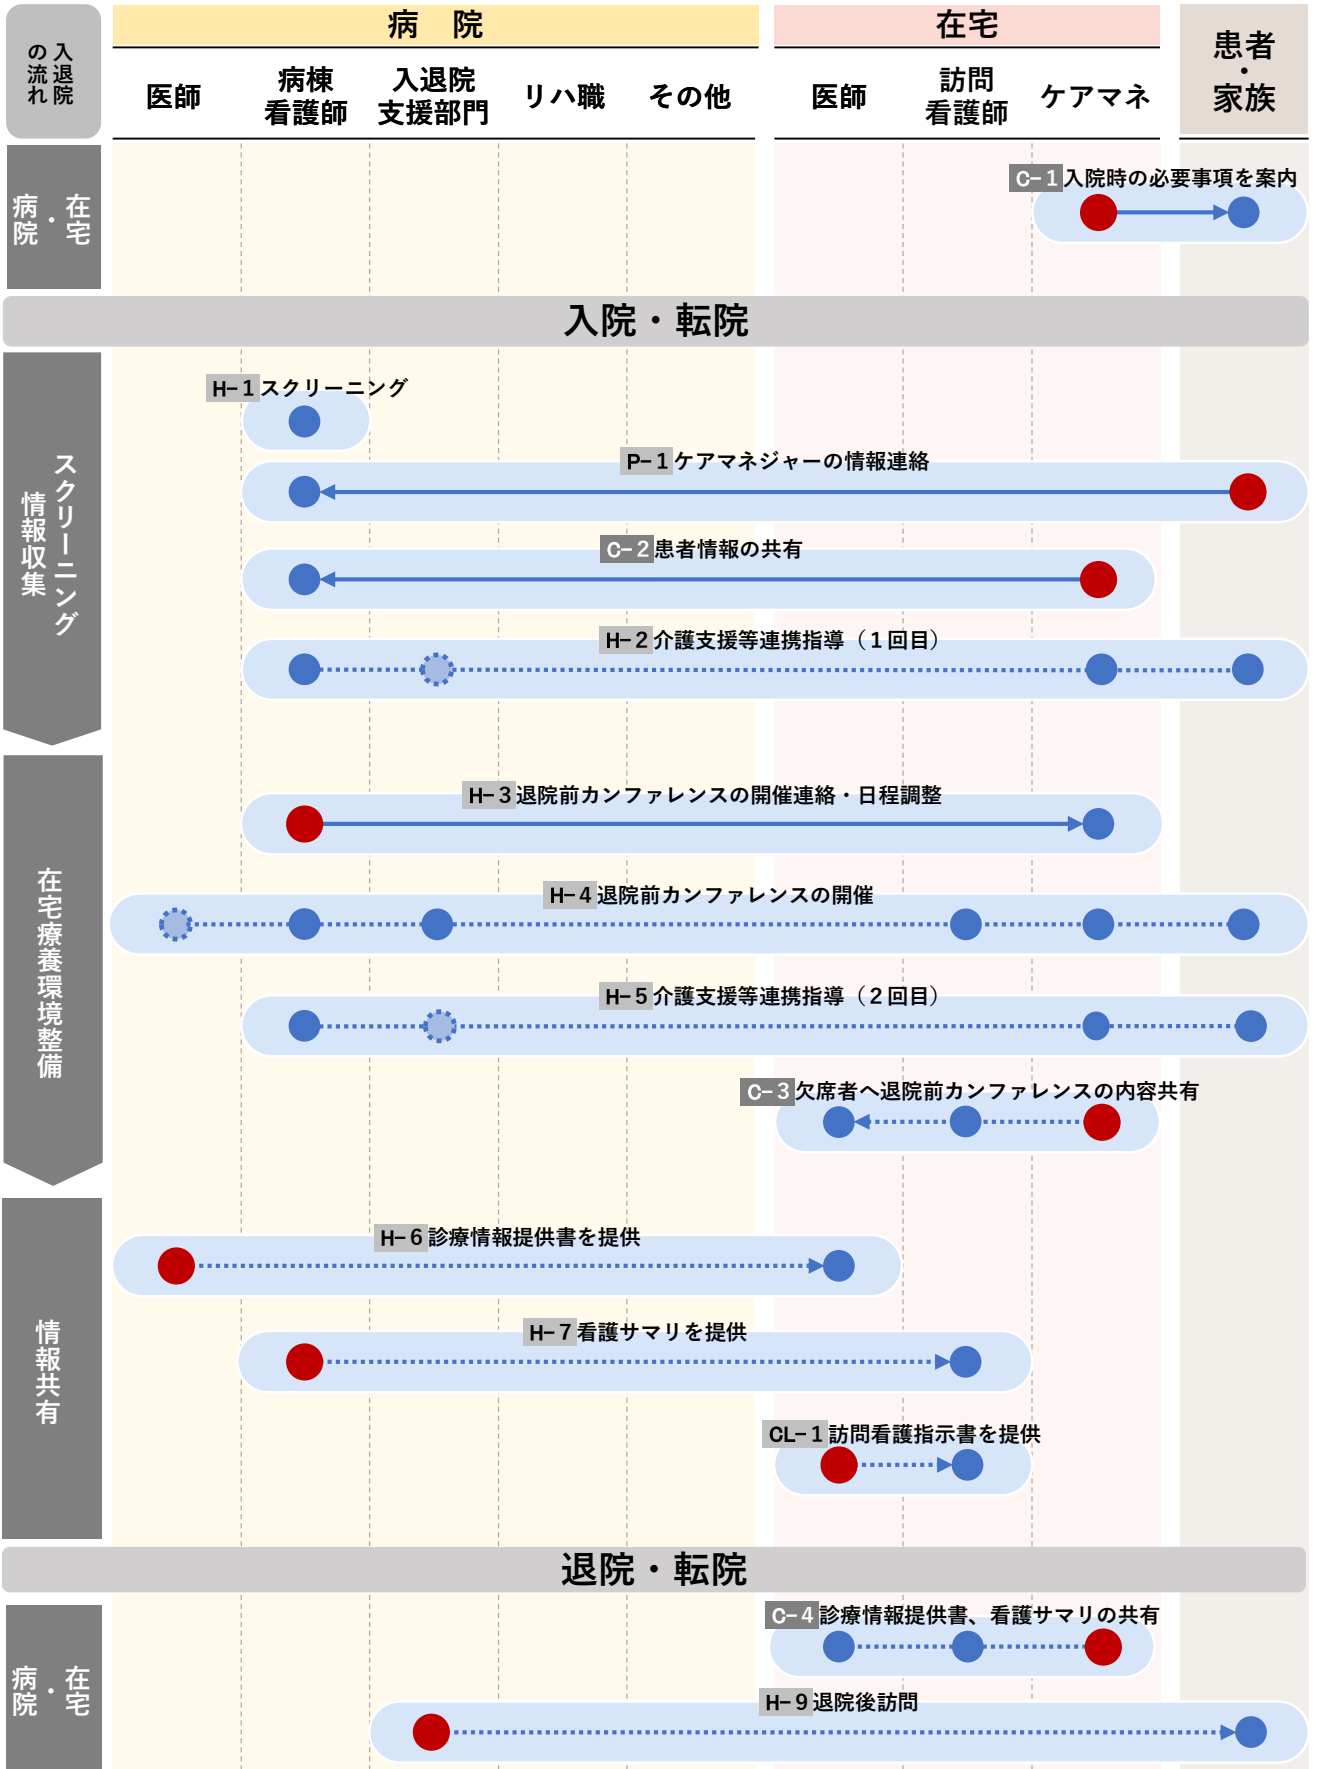 入退院
の流れ
病　院
在宅
患者
・
家族
医師
病棟
看護師
入退院
支援部門
リハ職
その他
医師
訪問
看護師
ケアマネ
在宅
・
病院
C－１入院時の必要事項を案内
入院・転院
スクリーニング
情報収集
H－１スクリーニング
P－１ケアマネジャーの情報連絡
C－２患者情報の共有
H－２介護支援等連携指導（１回目）
在宅療養環境整備
H－３退院前カンファレンスの開催連絡・日程調整
H－４退院前カンファレンスの開催
H－５介護支援等連携指導（２回目）
C－３欠席者へ退院前カンファレンスの内容共有
情報共有
H－６診療情報提供書を提供
H－７看護サマリを提供
CL－１訪問看護指示書を提供
退院・転院
在宅
・
病院
C－４診療情報提供書、看護サマリの共有
H－９退院後訪問